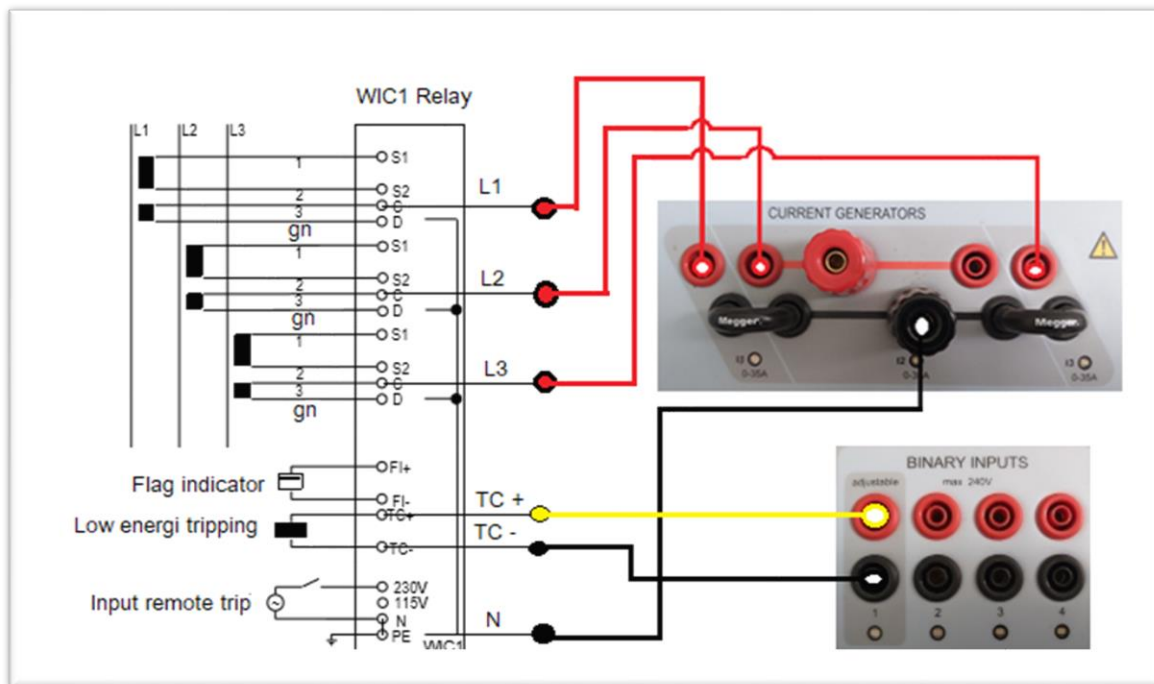 WIC1 Relay
L1
L2
L3
1
S1
S2
2
C
3
D
gn
L1
1
S1
S2
2
C
3
D
gn
L2
1
S1
S2
2
C
3
D
gn
L3
CURRENT GENERATORS
Megger.
Megger.
I2
0-35A
I3
0-35A
Flag indicator
FI+
FI-
Low energi tripping
TC+
TC-
TC +
TC -
Input remote trip
230V
115V
N
PE
WIC1
N
BINARY INPUTS
adjustable
max 240V
1
2
3
4